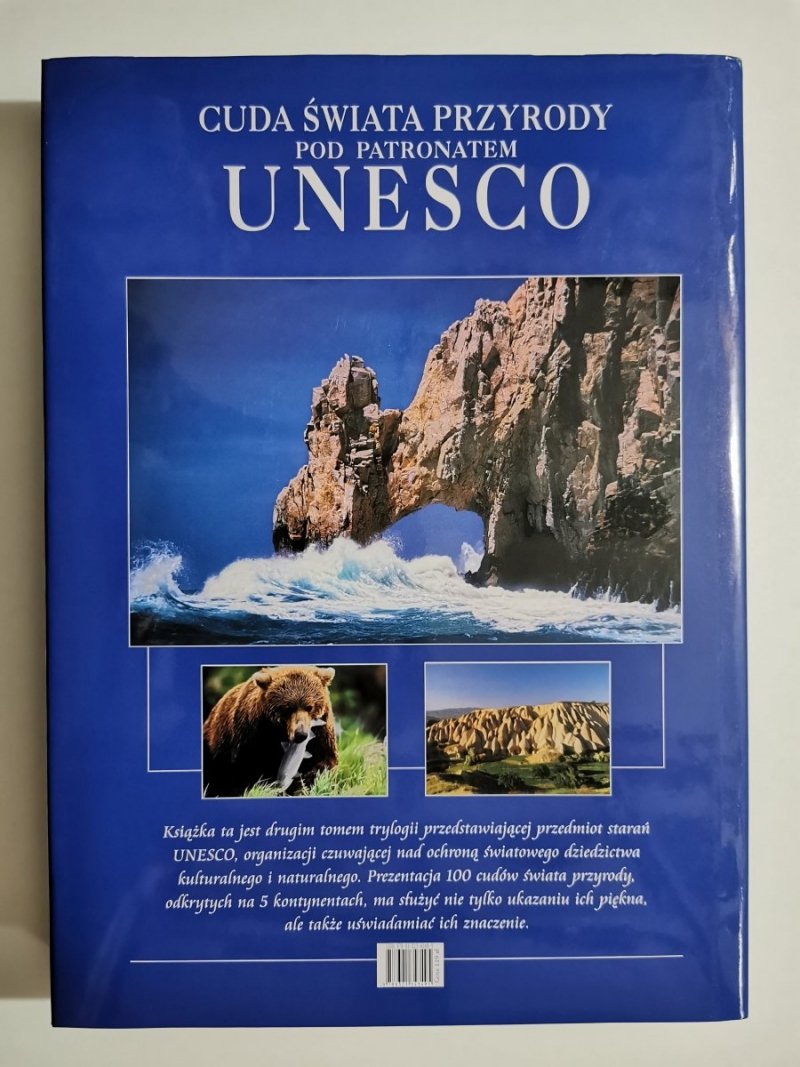 CUDA ŚWIATA PRZYRODY
POD PATRONATEM
UNESCO
Książka ta jest drugim tomem trylogii przedstawiającej przedmiot starań
UNESCO, organizacji czuwającej nad ochroną światowego dziedzictwa
kulturalnego i naturalnego. Prezentacja 100 cudów świata przyrody,
odkrytych na 5 kontynentach, ma służyć nie tylko ukazaniu ich piękna,
ale także uświadamiać ich znaczenie.